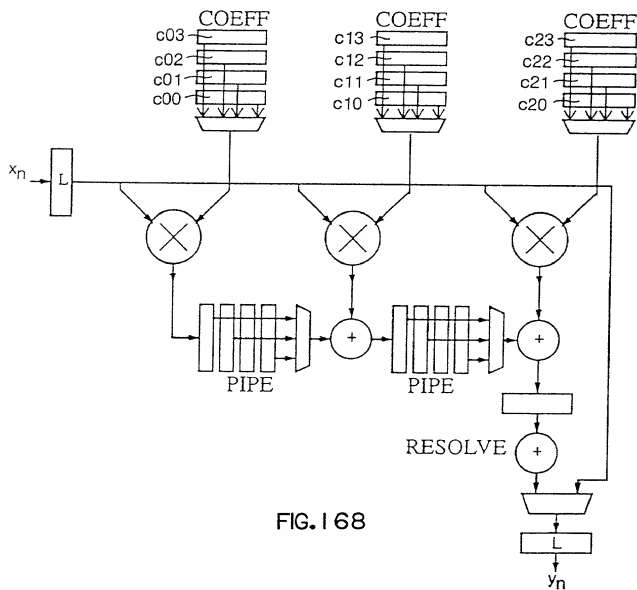 COEFF COEFF COEFF
c03 c13 c23
c02 c12 c22
c01 c11 c21
c00 c10 c20
xn L
+ +
PIPE PIPE
RESOLVE +
FIG.168
L
yn